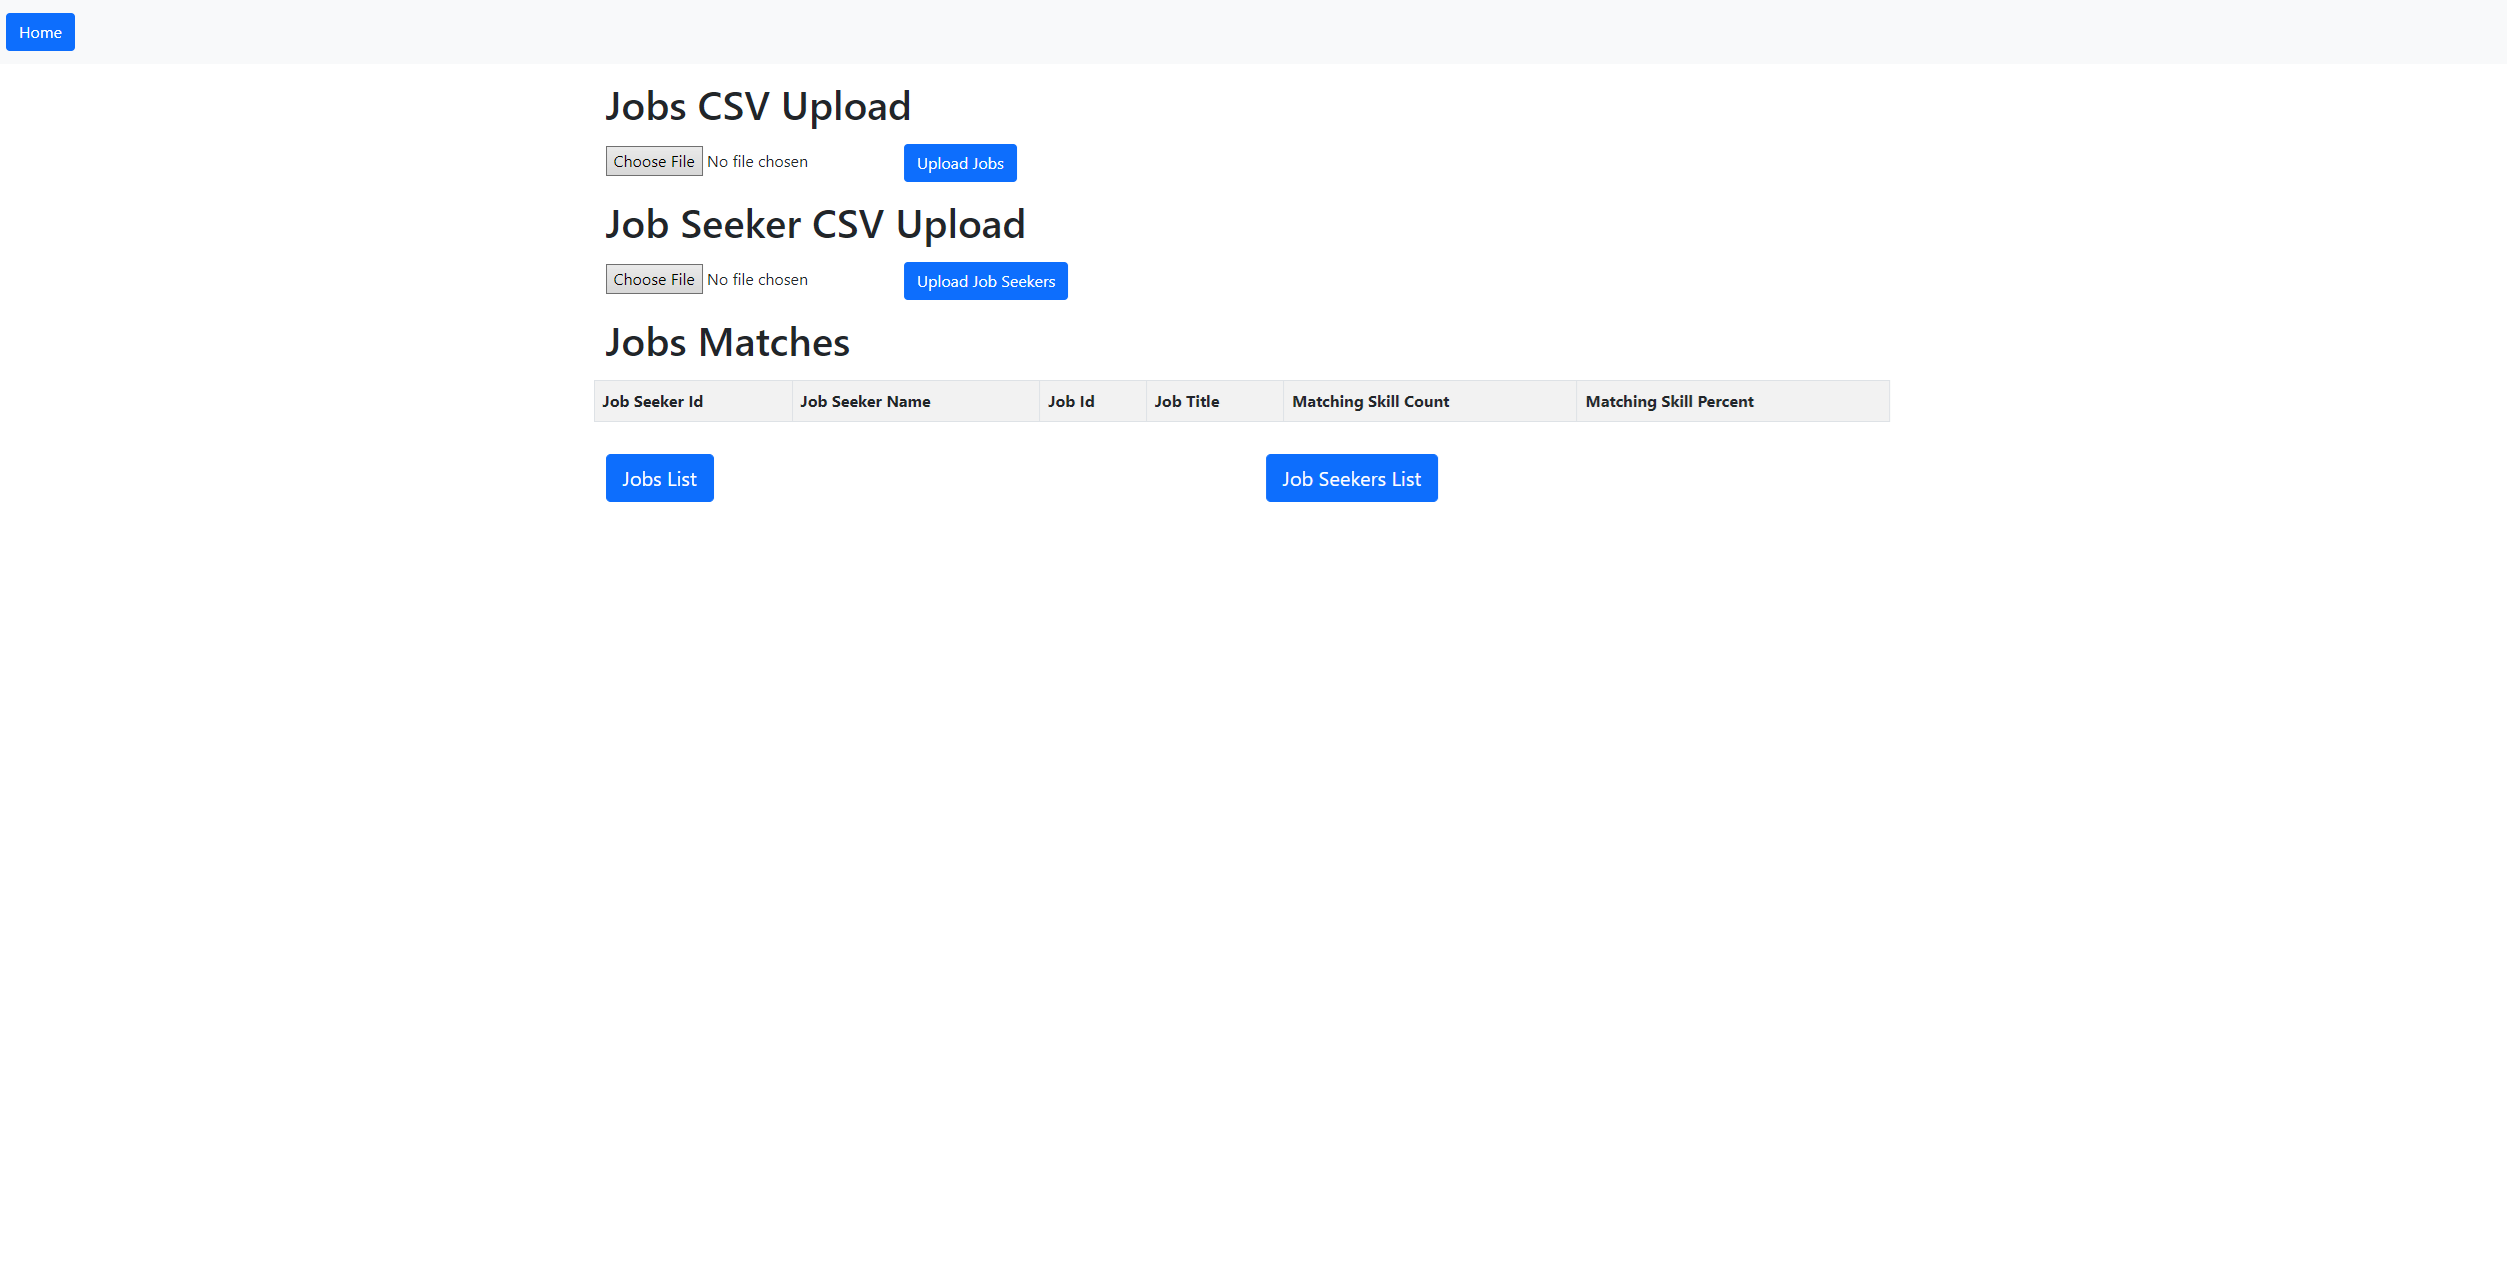 Home
Jobs CSV Upload
Choose File No file chosen Upload Jobs
Job Seeker CSV Upload
Choose File No file chosen Upload Job Seekers
Jobs Matches
Job Seeker Id Job Seeker Name Job Id Job Title Matching Skill Count Matching Skill Percent
Jobs List Job Seekers List